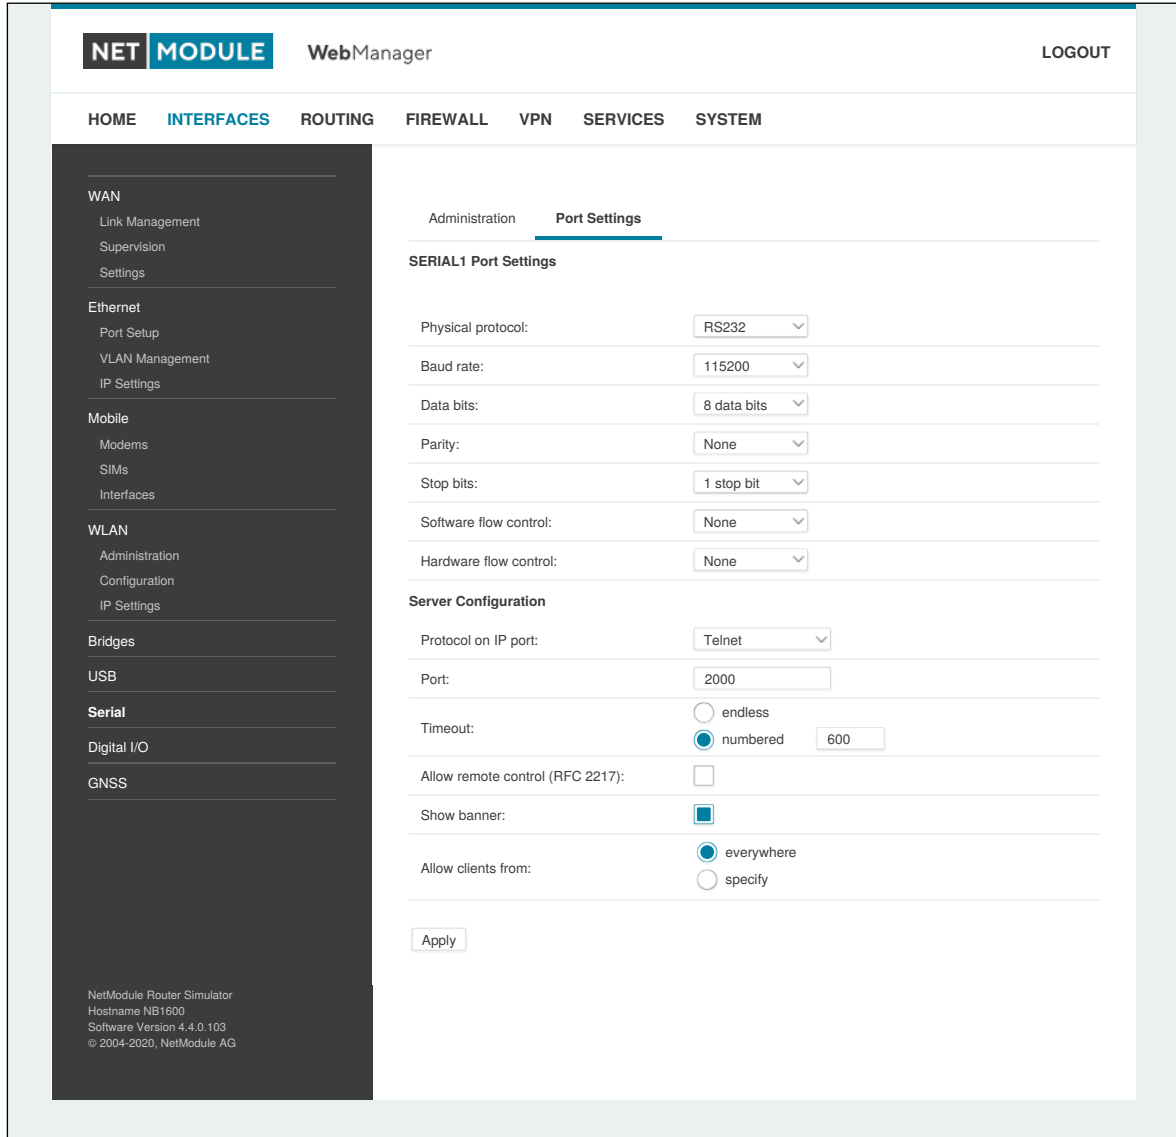 NET MODULE WebManager LOGOUT
HOME INTERFACES ROUTING FIREWALL VPN SERVICES SYSTEM
WAN
Link Management
Supervision
Settings
Ethernet
Port Setup
VLAN Management
IP Settings
Mobile
Modems
SIMs
Interfaces
WLAN
Administration
Configuration
IP Settings
Bridges
USB
Serial
Digital I/O
GNSS
NetModule Router Simulator
Hostname NB1600
Software Version 4.4.0.103
© 2004-2020, NetModule AG
Administration Port Settings
SERIAL1 Port Settings
Physical protocol: RS232
Baud rate: 115200
Data bits: 8 data bits
Parity: None
Stop bits: 1 stop bit
Software flow control: None
Hardware flow control: None
Server Configuration
Protocol on IP port: Telnet
Port: 2000
Timeout:
endless
numbered 600
Allow remote control (RFC 2217):
Show banner:
Allow clients from:
everywhere
specify
Apply